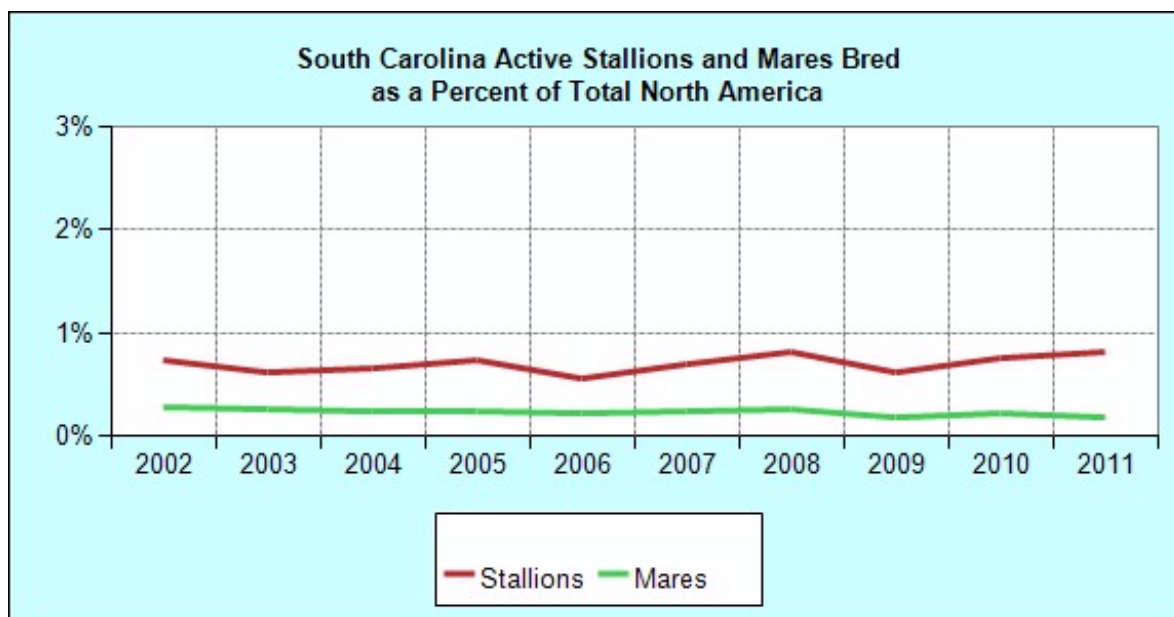 South Carolina Active Stallions and Mares Bred
as a Percent of Total North America
3%
2%
1%
0%
2002 2003 2004 2005 2006 2007 2008 2009 2010 2011
Stallions Mares